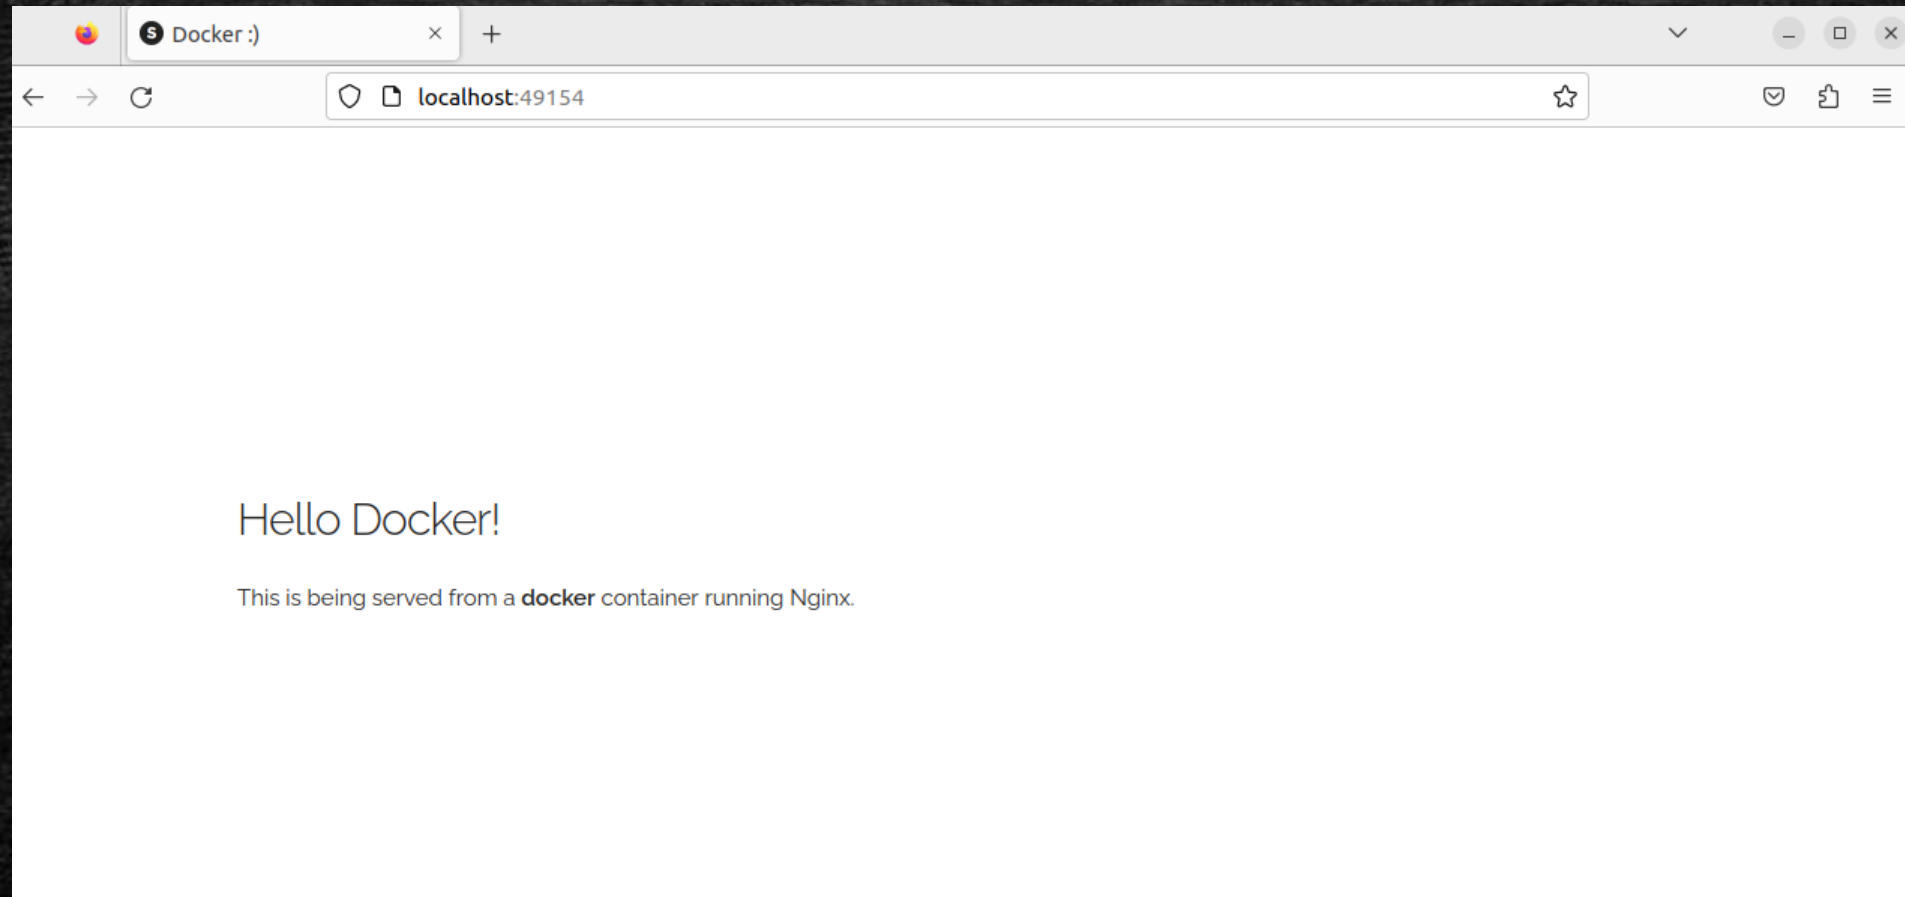 S Docker :)
localhost:49154
Hello Docker!
This is being served from a docker container running Nginx.